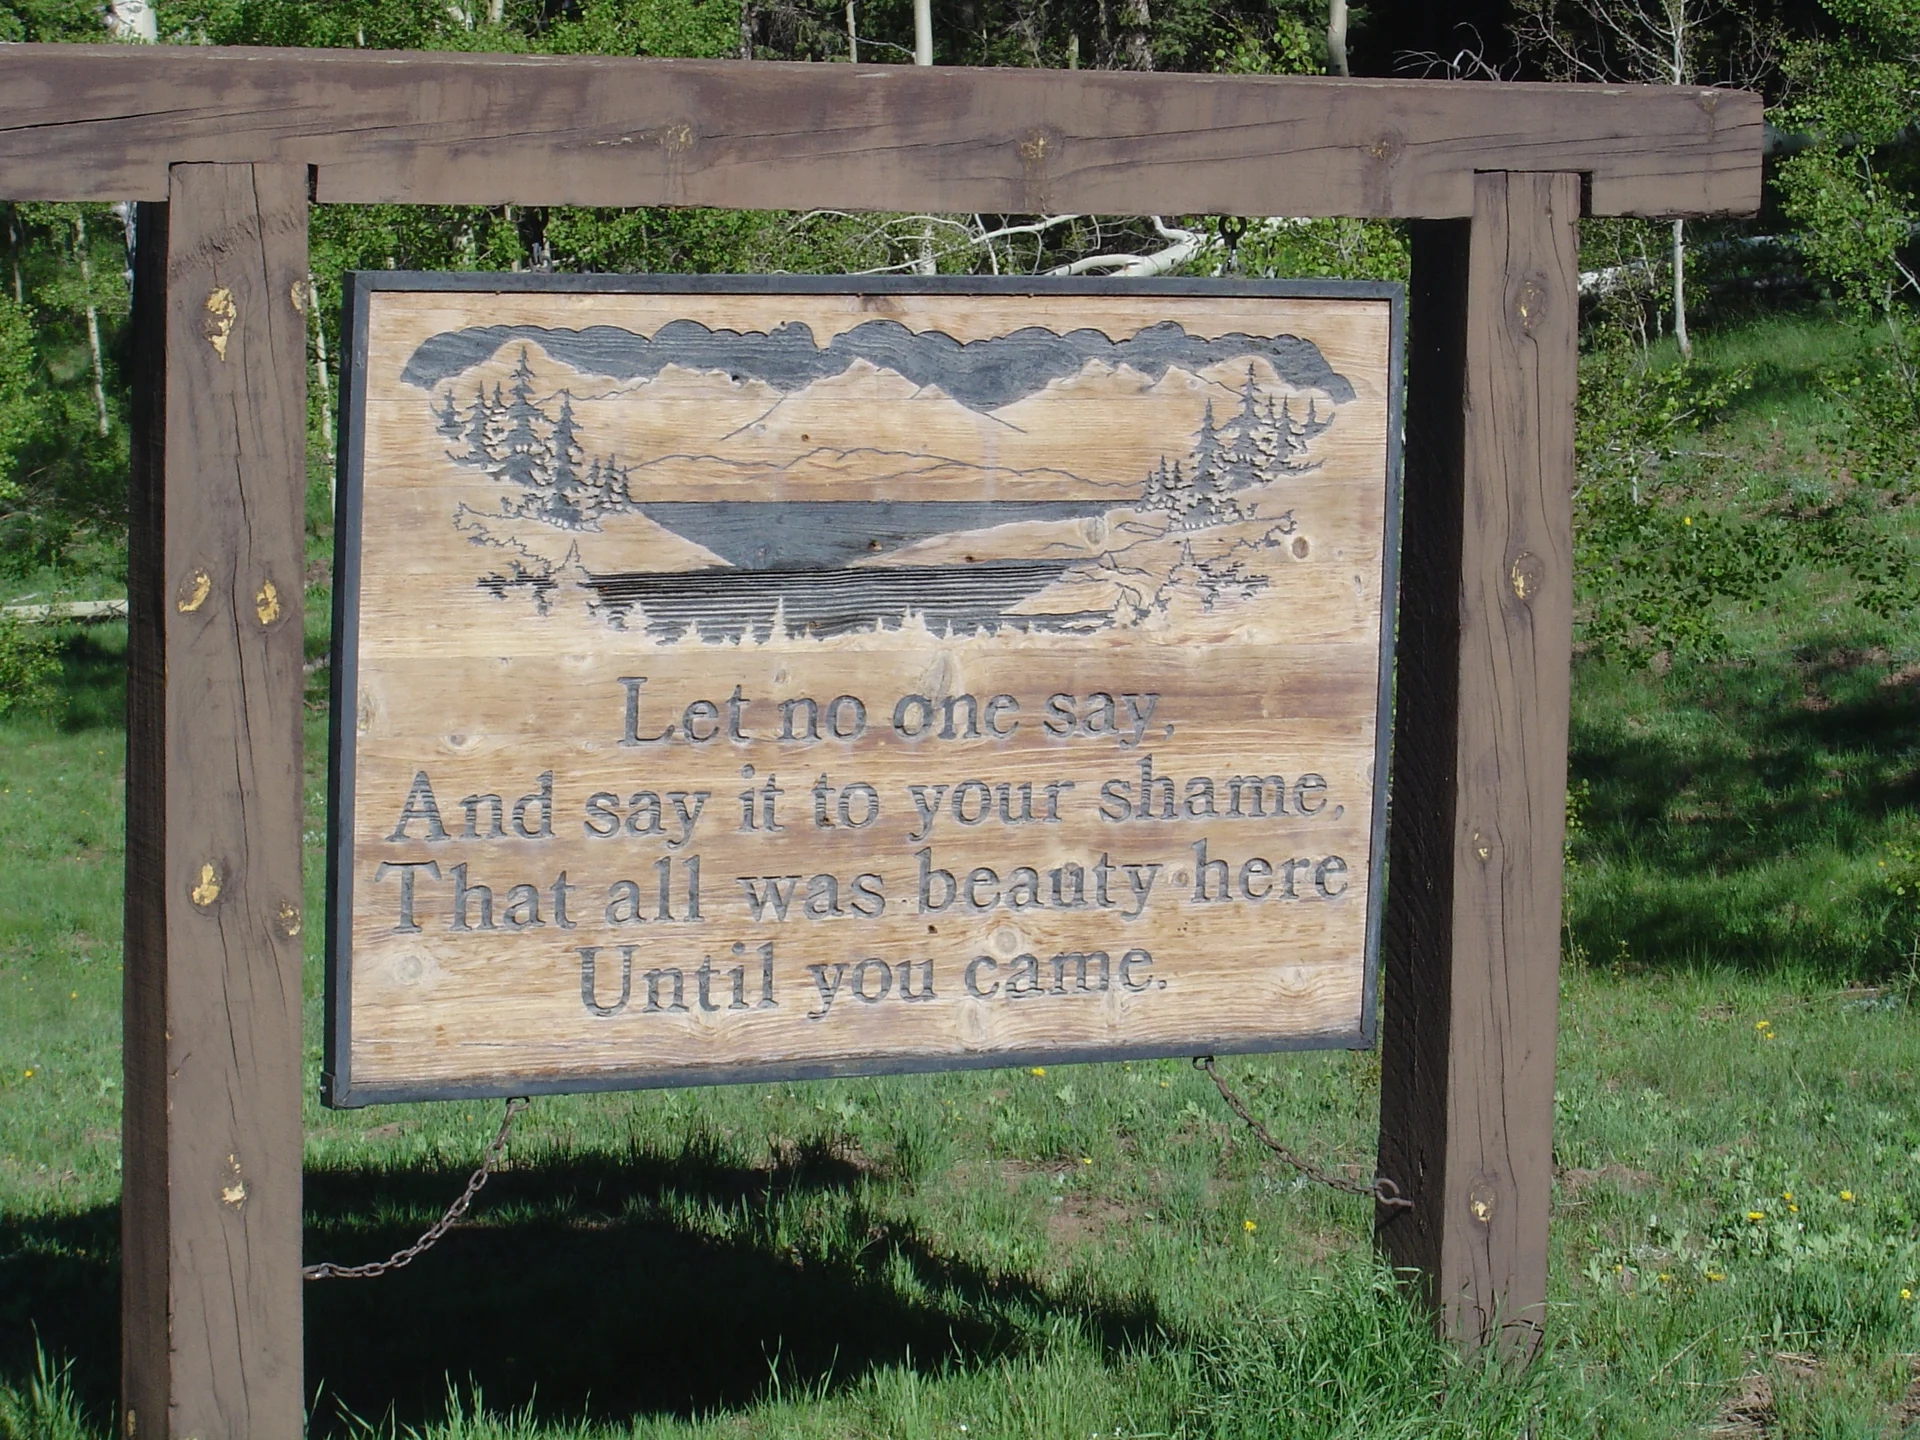 Let no one say,
And say it to your shame,
That all was beauty here
Until you came.